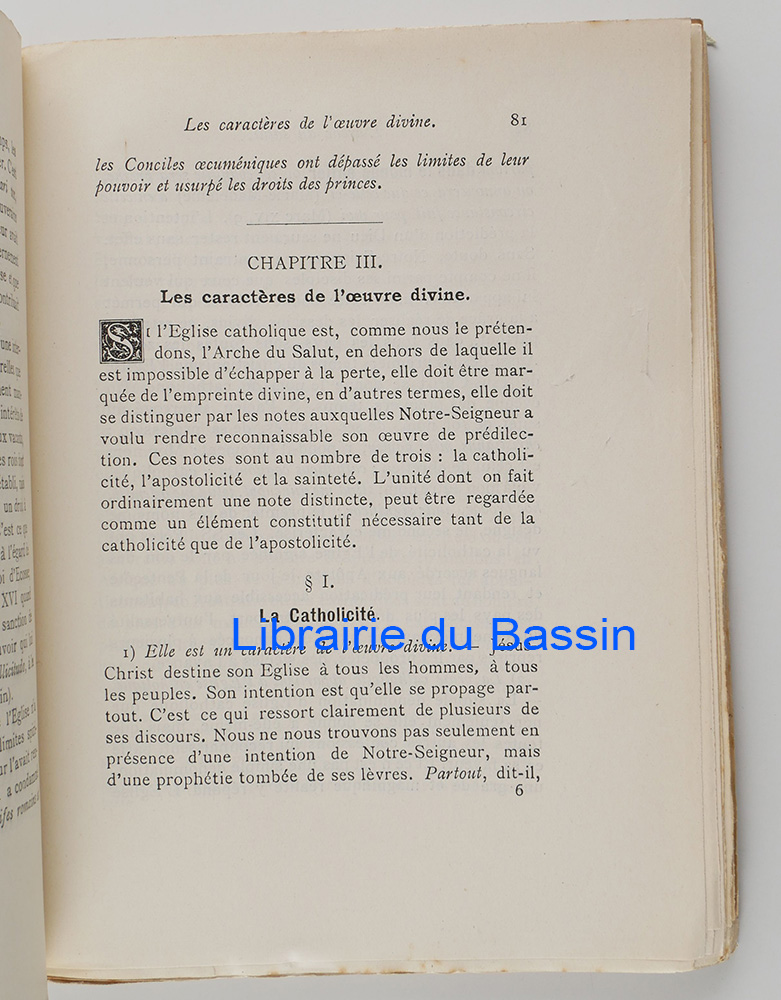 Les caractères de l'œuvre divine. 81
les Conciles œcuméniques ont dépassé les limites de leur
pouvoir et usurpé les droits des princes.
CHAPITRE III.
Les caractères de l'œuvre divine.
SI l'Eglise catholique est, comme nous le préten-
dons, l'Arche du Salut, en dehors de laquelle il
est impossible d'échapper à la perte, elle doit être mar-
quée de l'empreinte divine, en d'autres termes, elle doit
se distinguer par les notes auxquelles Notre-Seigneur a
voulu rendre reconnaissable son œuvre de prédilec-
tion. Ces notes sont au nombre de trois : la catholi-
cité, l'apostolicité et la sainteté. L'unité dont on fait
ordinairement une note distincte, peut être regardée
comme un élément constitutif nécessaire tant de la
catholicité que de l'apostolicité.
§ I.
La Catholicité.
Librairie du Bassin
1) Elle est un caractère de l'œuvre divine. — Jésus-
Christ destine son Eglise à tous les hommes, à tous
les peuples. Son intention est qu'elle se propage par-
tout. C'est ce qui ressort clairement de plusieurs de
ses discours. Nous ne nous trouvons pas seulement en
présence d'une intention de Notre-Seigneur, mais
d'une prophétie tombée de ses lèvres. Partout, dit-il,
6